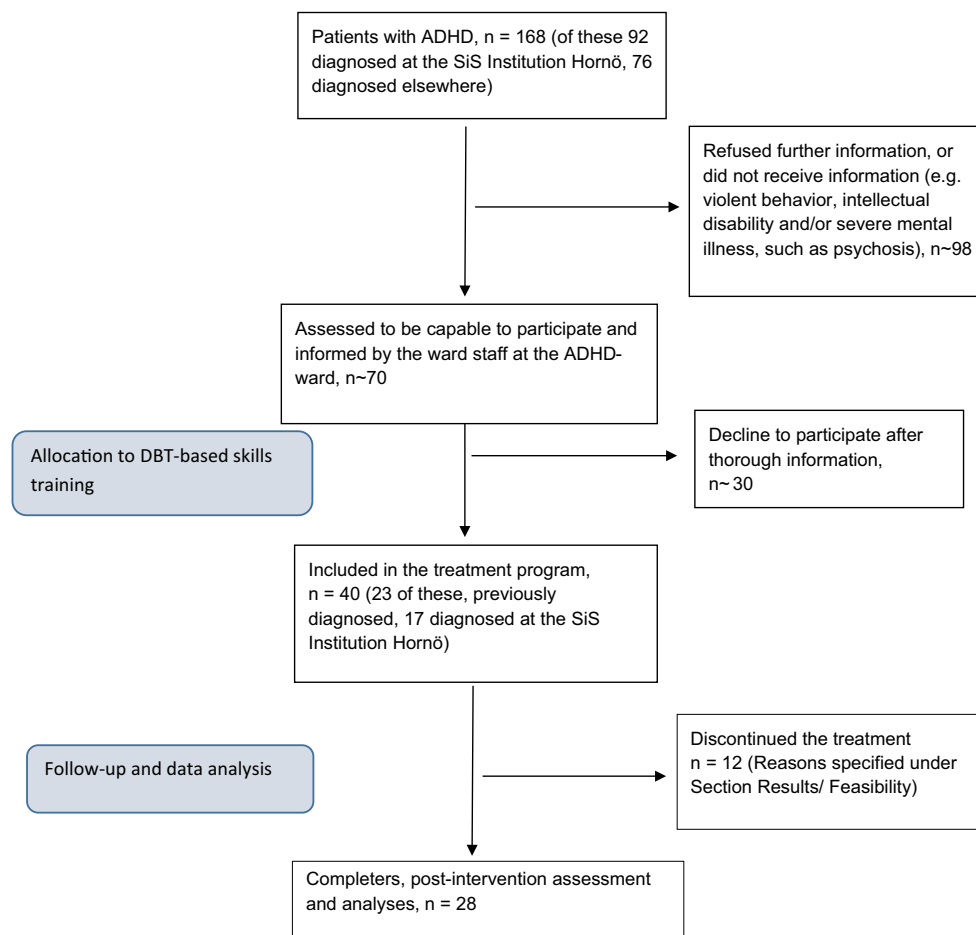 Patients with ADHD, n = 168 (of these 92
diagnosed at the SiS Institution Hornö, 76
diagnosed elsewhere)
Refused further information, or
did not receive information (e.g.
violent behavior, intellectual
disability and/or severe mental
illness, such as psychosis), n~98
Assessed to be capable to participate and
informed by the ward staff at the ADHD-
ward, n~70
Allocation to DBT-based skills
training
Decline to participate after
thorough information,
n~ 30
Included in the treatment program,
n = 40 (23 of these, previously
diagnosed, 17 diagnosed at the SiS
Institution Hornö)
Follow-up and data analysis
Discontinued the treatment
n = 12 (Reasons specified under
Section Results/ Feasibility)
Completers, post-intervention assessment
and analyses, n = 28